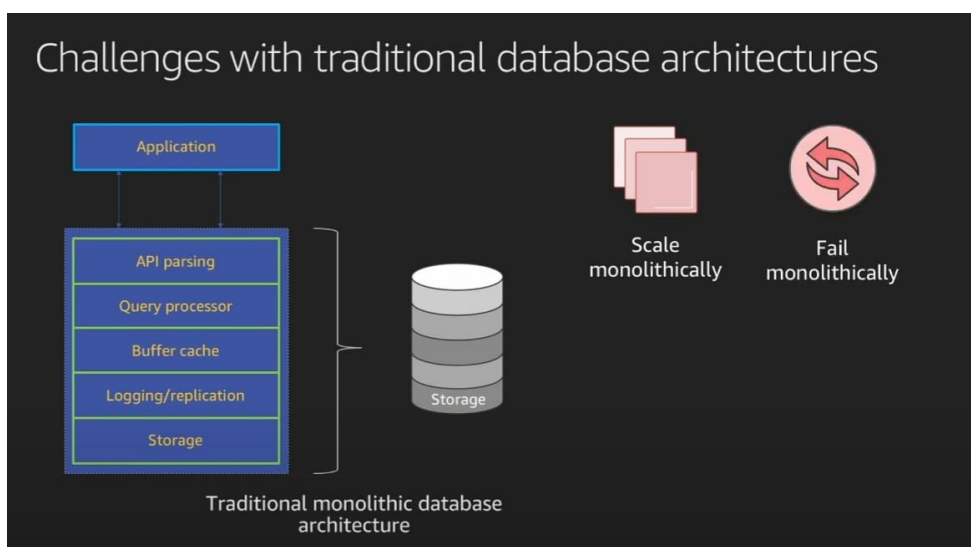 Challenges with traditional database architectures
Application
API parsing
Query processor
Buffer cache
Logging/replication
Storage
Storage
Traditional monolithic database
architecture
Scale
monolithically
Fail
monolithically